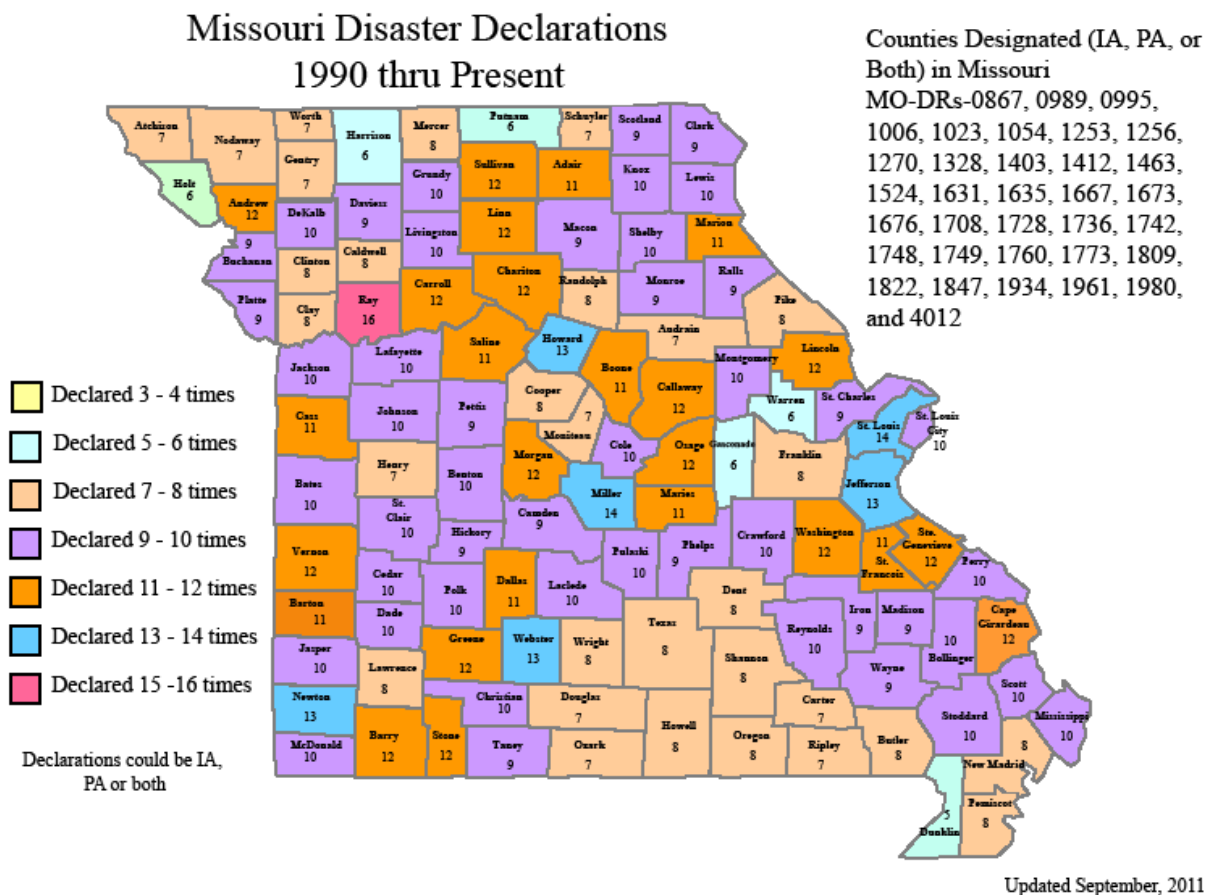 Missouri Disaster Declarations
1990 thru Present
Counties Designated (IA, PA, or
Both) in Missouri
MO-DRs-0867, 0989, 0995,
1006, 1023, 1054, 1253, 1256,
1270, 1328, 1403, 1412, 1463,
1524, 1631, 1635, 1667, 1673,
1676, 1708, 1728, 1736, 1742,
1748, 1749, 1760, 1773, 1809,
1822, 1847, 1934, 1961, 1980,
and 4012
Atchison
7
Nodaway
7
Worth
7
Gentry
7
Harrison
6
Mercer
8
Putnam
6
Schuyler
7
Scotland
9
Clark
9
Holt
6
Andrew
12
DeKalb
10
Daviess
9
Grundy
10
Sullivan
12
Adair
11
Knox
10
Lewis
10
9
Buchanan
Clinton
8
Caldwell
8
Livingston
10
Linn
12
Macon
9
Shelby
10
Marion
11
Platte
9
Clay
8
Ray
16
Carroll
12
Chariton
12
Randolph
8
Monroe
9
Ralls
9
Pike
8
Jackson
10
Lafayette
10
Saline
11
Howard
13
Boone
11
Andrain
7
Callaway
12
Montgomery
10
Lincoln
12
Warren
6
St. Charles
9
St. Louis
14
St. Louis
City
10
Cass
11
Johnson
10
Pettis
9
Cooper
8
7
Moniteau
Cole
10
Osage
12
Gasconade
6
Franklin
8
Jefferson
13
Bates
10
Henry
7
Benton
10
Morgan
12
Miller
14
Maries
11
St.
Clair
10
Hickory
9
Camden
9
Pulaski
10
Phelps
9
Crawford
10
Washington
12
11
St.
Francois
Ste.
Genevieve
12
Perry
10
Vernon
12
Cedar
10
Polk
10
Dallas
11
Laclede
10
Dent
8
Barton
11
Dade
10
Greene
12
Webster
13
Wright
8
Texas
8
Shannon
8
Reynolds
10
Iron
9
Madison
9
10
Bollinger
Cape
Girardeau
12
Jasper
10
Lawrence
8
Wayne
9
Scott
10
Newton
13
Christian
10
Douglas
7
Howell
8
Carter
7
Stoddard
10
Mississippi
10
McDonald
10
Barry
12
Stone
12
Taney
9
Ozark
7
Oregon
8
Ripley
7
Butler
8
8
New Madrid
5
Dunklin
Pemiscot
8
Declared 3 - 4 times
Declared 5 - 6 times
Declared 7 - 8 times
Declared 9 - 10 times
Declared 11 - 12 times
Declared 13 - 14 times
Declared 15 -16 times
Declarations could be IA,
PA or both
Updated September, 2011